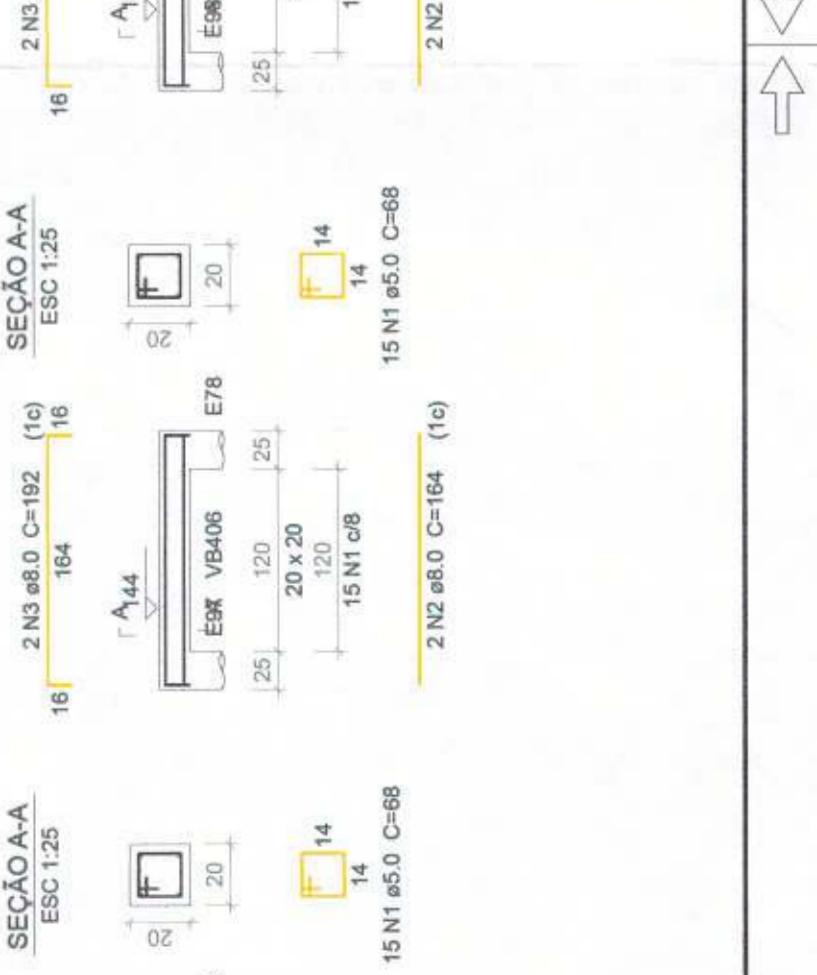 2 N3
16
25
2 N2
SEÇÃO A-A
ESC 1:25
20
20
14
14
15 N1 ø5.0 C=68
2 N3 ø8.0 C=192 (1c)
16 164 16
A 144
VB406 E78
25 120 25
20 x 20
120
15 N1 c/8
2 N2 ø8.0 C=164 (1c)
SEÇÃO A-A
ESC 1:25
20
20
14
14
15 N1 ø5.0 C=68